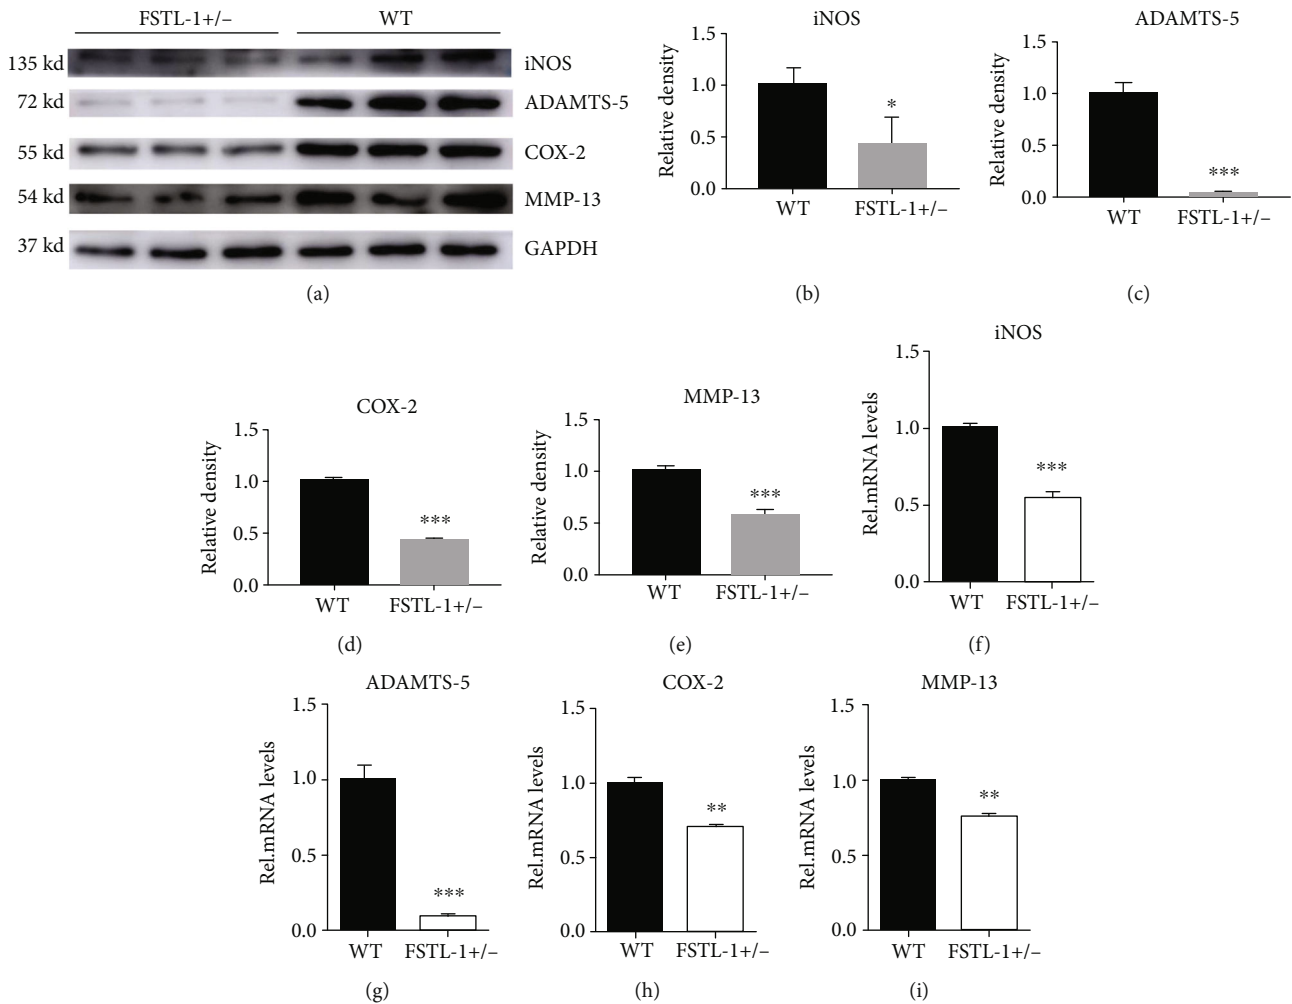 FSTL-1+/– WT
135 kd iNOS
72 kd ADAMTS-5
55 kd COX-2
54 kd MMP-13
37 kd GAPDH
(a)
iNOS
Relative density
1.5
1.0
0.5
0.0
*
WT FSTL-1+/–
(b)
ADAMTS-5
Relative density
1.5
1.0
0.5
0.0
***
WT FSTL-1+/–
(c)
COX-2
Relative density
1.5
1.0
0.5
0.0
***
WT FSTL-1+/–
(d)
MMP-13
Relative density
1.5
1.0
0.5
0.0
***
WT FSTL-1+/–
(e)
iNOS
Rel.mRNA levels
1.5
1.0
0.5
0.0
***
WT FSTL-1+/–
(f)
ADAMTS-5
Rel.mRNA levels
1.5
1.0
0.5
0.0
***
WT FSTL-1+/–
(g)
COX-2
Rel.mRNA levels
1.5
1.0
0.5
0.0
**
WT FSTL-1+/–
(h)
MMP-13
Rel.mRNA levels
1.5
1.0
0.5
0.0
**
WT FSTL-1+/–
(i)